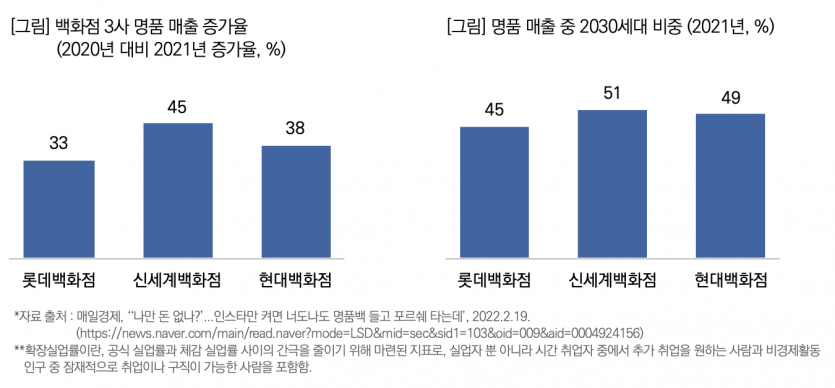 [그림] 백화점 3사 명품 매출 증가율
(2020년 대비 2021년 증가율, %)
33
45
38
롯데백화점
신세계백화점
현대백화점
[그림] 명품 매출 중 2030세대 비중 (2021년, %)
45
51
49
롯데백화점
신세계백화점
현대백화점
*자료 출처 : 매일경제, ‘‘나만 돈 없나?’...인스타만 켜면 너도나도 명품백 들고 포르쉐 타는데’, 2022.2.19.
(https://news.naver.com/main/read.naver?mode=LSD&mid=sec&sid1=103&oid=009&aid=0004924156)
**확장실업률이란, 공식 실업률과 체감 실업률 사이의 간극을 줄이기 위해 마련된 지표로, 실업자 뿐 아니라 시간 취업자 중에서 추가 취업을 원하는 사람과 비경제활동
인구 중 잠재적으로 취업이나 구직이 가능한 사람을 포함함.